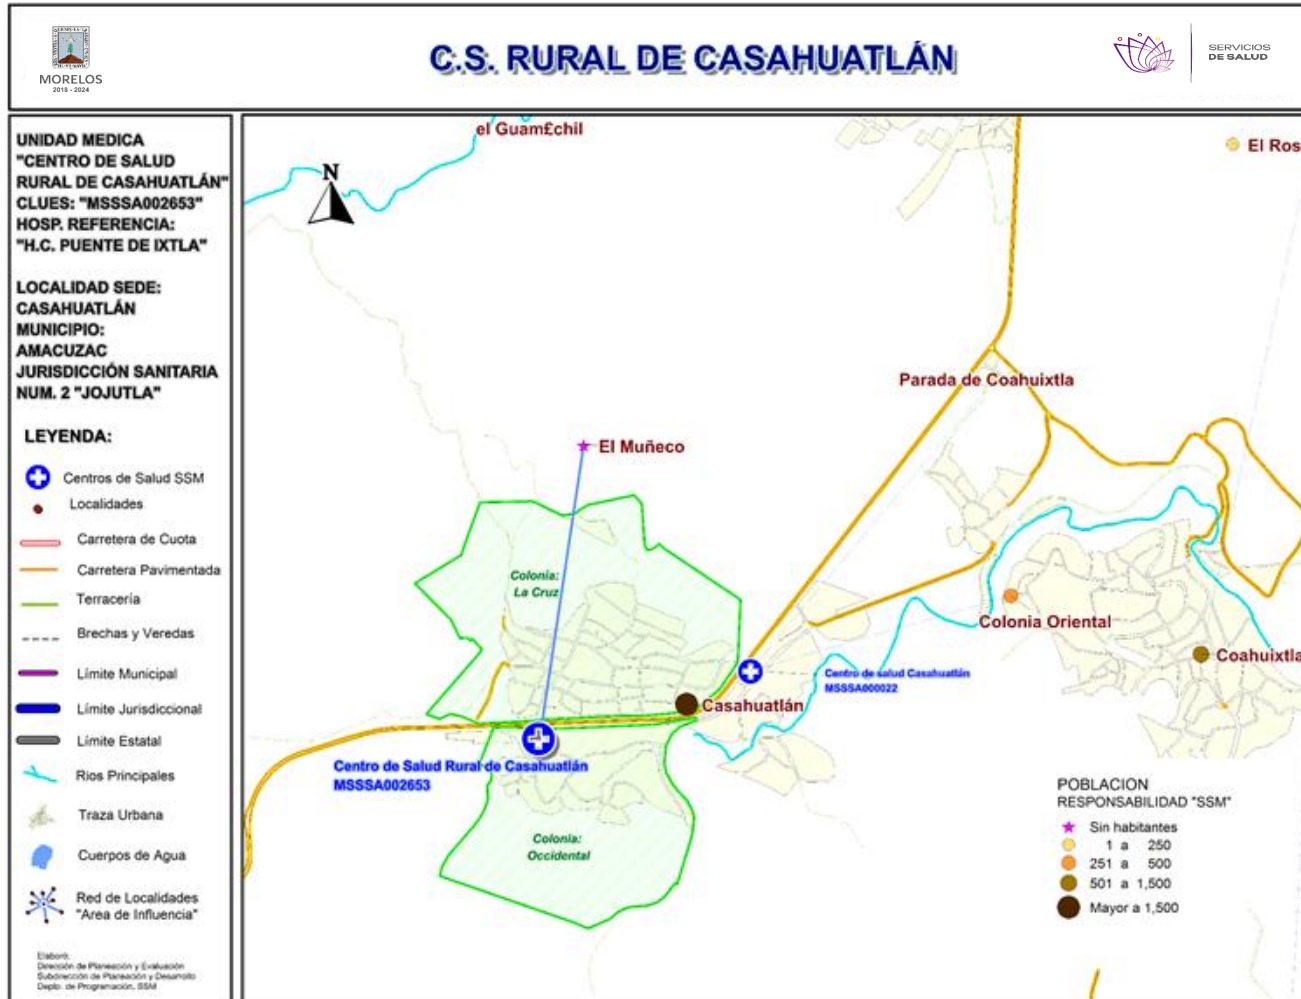 MORELOS
2018 - 2024
C.S. RURAL DE CASAHUATLÁN
SERVICIOS
DE SALUD
UNIDAD MEDICA
"CENTRO DE SALUD
RURAL DE CASAHUATLÁN"
CLUES: "MSSSA002653"
HOSP. REFERENCIA:
"H.C. PUENTE DE IXTLA"
LOCALIDAD SEDE:
CASAHUATLÁN
MUNICIPIO:
AMACUZAC
JURISDICCIÓN SANITARIA
NUM. 2 "JOJUTLA"
LEYENDA:
Centros de Salud SSM
Localidades
Carretera de Cuota
Carretera Pavimentada
Terracería
Brechas y Veredas
Límite Municipal
Límite Jurisdiccional
Límite Estatal
Rios Principales
Traza Urbana
Cuerpos de Agua
Red de Localidades
"Area de Influencia"
Elaboró:
Dirección de Planeación y Evaluación
Subdirección de Planeación y Desarrollo
Depto. de Programación, SSM
el Guam£chil
N
El Ros
Parada de Coahuixtla
El Muñeco
Colonia:
La Cruz
Colonia Oriental
Coahuixtla
Centro de salud Casahuatlán
MSSSA000022
Casahuatlán
Centro de Salud Rural de Casahuatlán
MSSSA002653
Colonia:
Occidental
POBLACION
RESPONSABILIDAD "SSM"
Sin habitantes
1 a 250
251 a 500
501 a 1,500
Mayor a 1,500